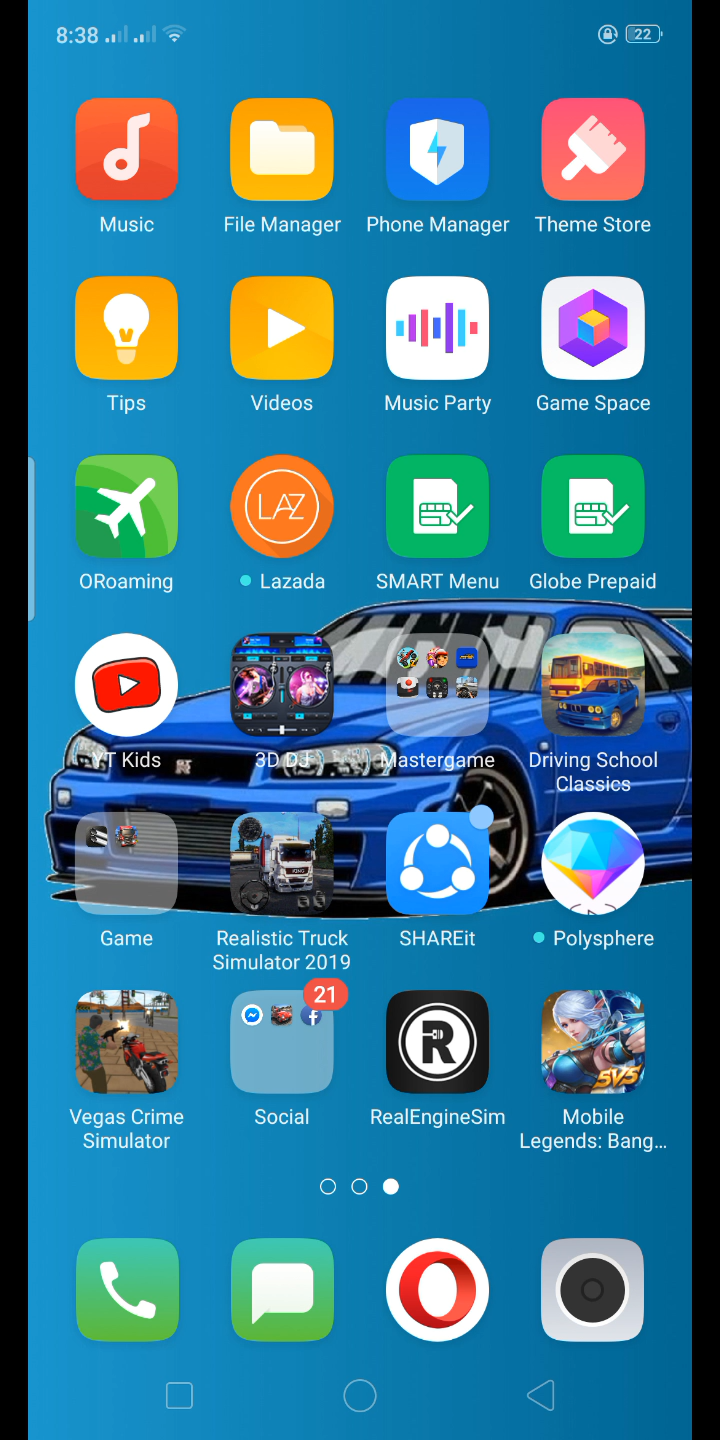 8:38
22
Music
File Manager
Phone Manager
Theme Store
Tips
Videos
Music Party
Game Space
LAZ
ORoaming
Lazada
SMART Menu
Globe Prepaid
YT Kids
3D DJ
Mastergame
Driving School
Classics
KING
Game
Realistic Truck
Simulator 2019
SHAREit
Polysphere
21
R
5V5
Vegas Crime
Simulator
Social
RealEngineSim
Mobile
Legends: Bang…